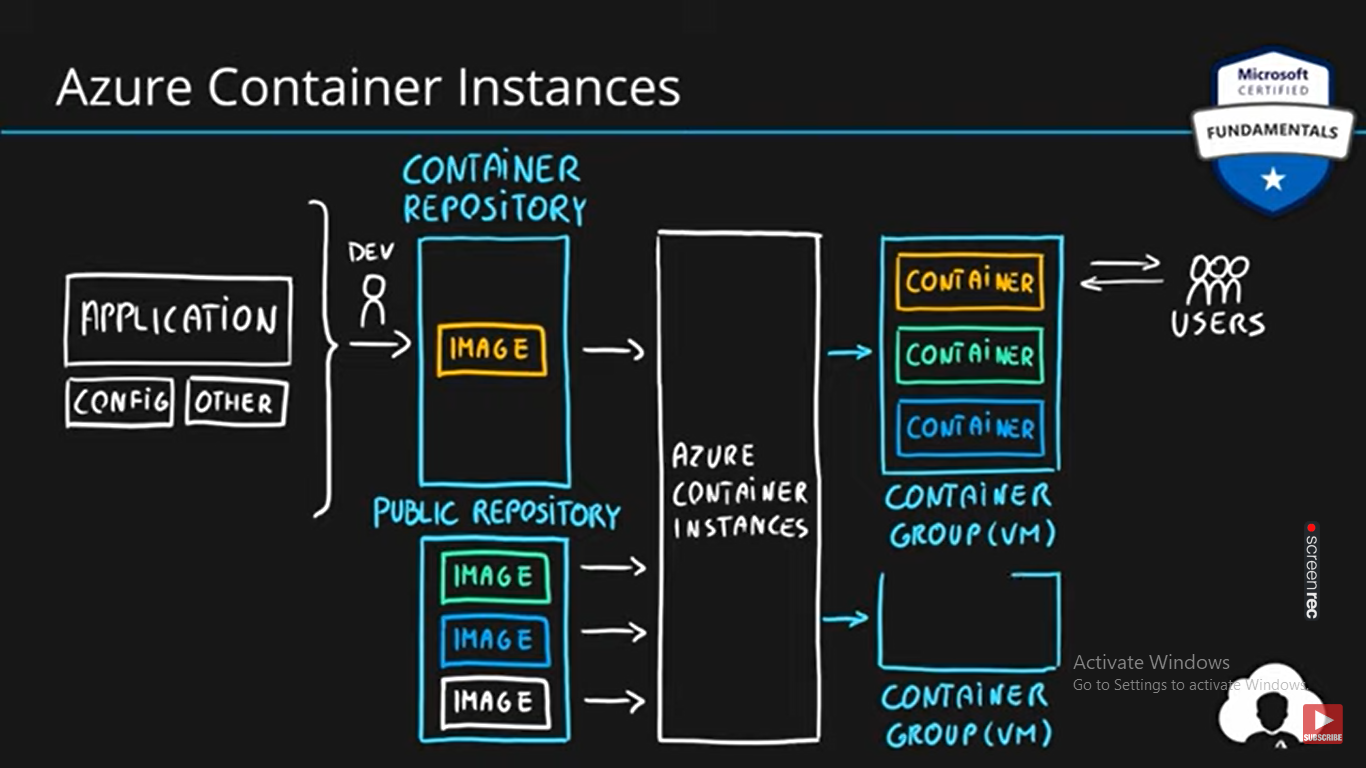 Azure Container Instances
Microsoft
CERTIFIED
FUNDAMENTALS
CONTAINER
REPOSITORY
DEV
APPLICATION
CONFIG
OTHER
IMAGE
PUBLIC REPOSITORY
IMAGE
IMAGE
IMAGE
AZURE
CONTAINER
INSTANCES
CONTAINER
CONTAINER
CONTAINER
CONTAINER
GROUP (VM)
CONTAINER
GROUP (VM)
USERS
screenrec
Activate Windows
Go to Settings to activate Windows.
SUBSCRIBE